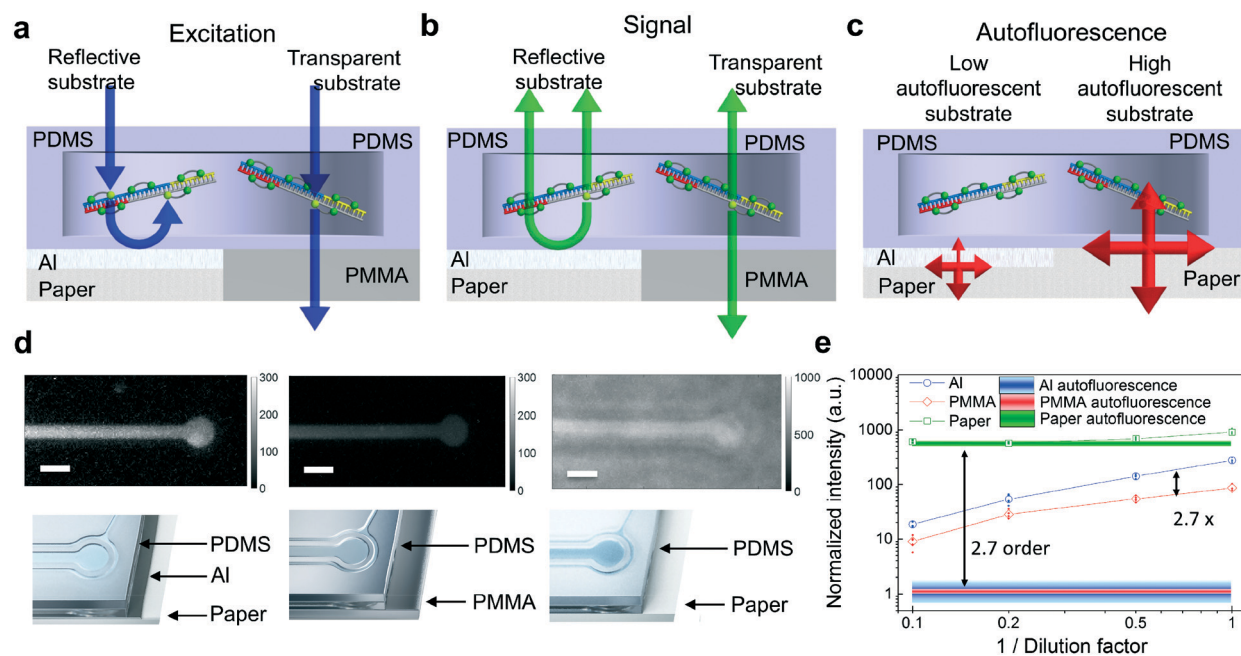 a
Excitation
Reflective
substrate
Transparent
substrate
PDMS
PDMS
Al
Paper
PMMA
b
Signal
Reflective
substrate
Transparent
substrate
PDMS
PDMS
Al
Paper
PMMA
c
Autofluorescence
Low
autofluorescent
substrate
High
autofluorescent
substrate
PDMS
PDMS
Al
Paper
Paper
d
300
200
100
0
300
200
100
0
1000
500
0
PDMS
Al
Paper
PDMS
PMMA
PDMS
Paper
e
Normalized intensity (a.u.)
10000
1000
100
10
1
Al
PMMA
Paper
Al autofluorescence
PMMA autofluorescence
Paper autofluorescence
2.7 order
2.7 x
0.1
0.2
0.5
1
1 / Dilution factor